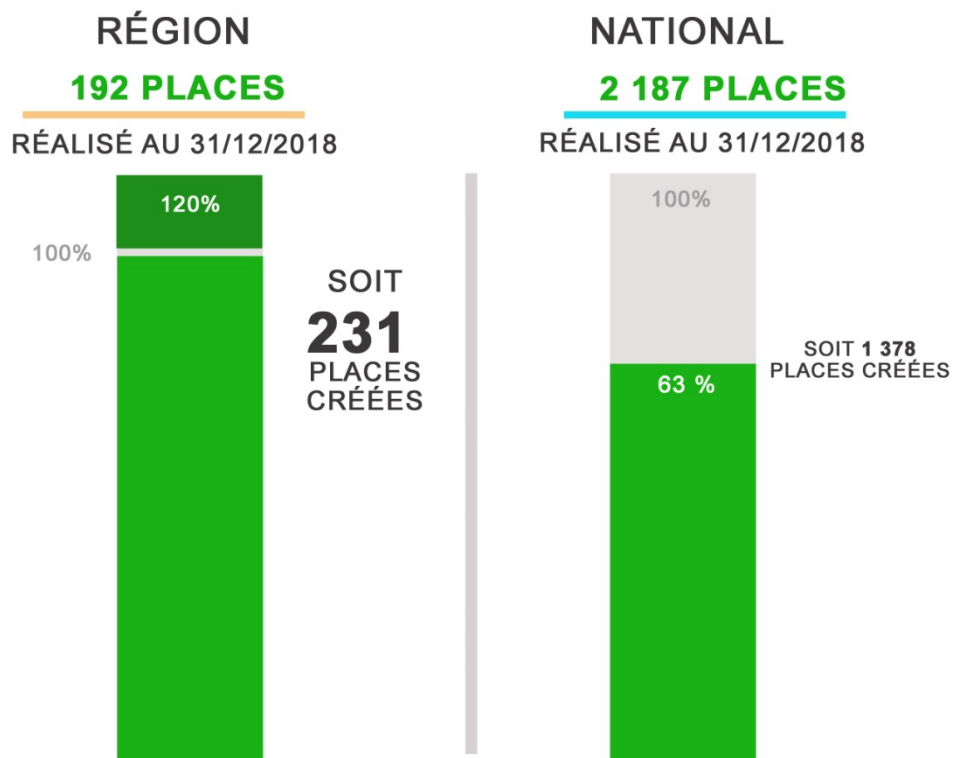 RÉGION
192 PLACES
RÉALISÉ AU 31/12/2018
120%
100%
SOIT
231
PLACES
CRÉÉES
NATIONAL
2 187 PLACES
RÉALISÉ AU 31/12/2018
100%
63 %
SOIT 1 378
PLACES CRÉÉES